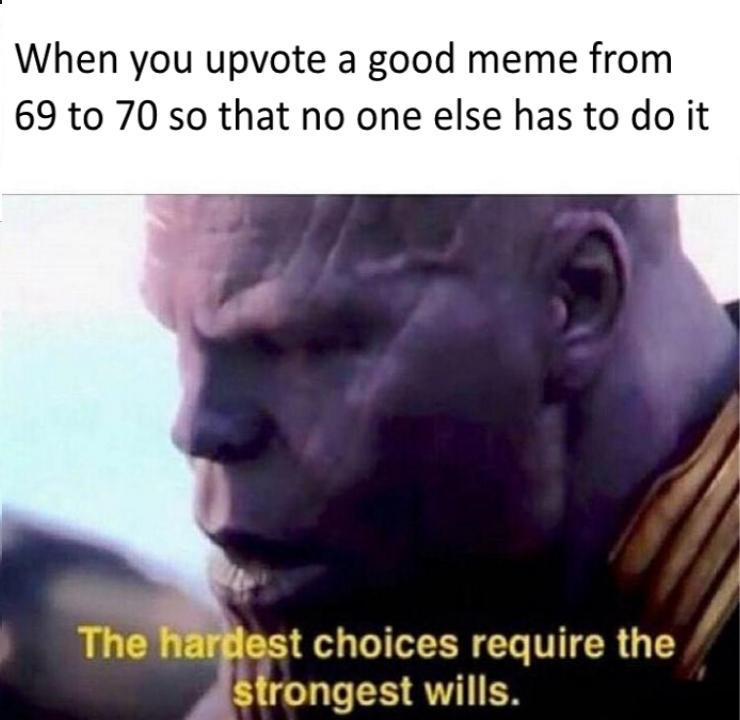 When you upvote a good meme from
69 to 70 so that no one else has to do it
The hardest choices require the
strongest wills.